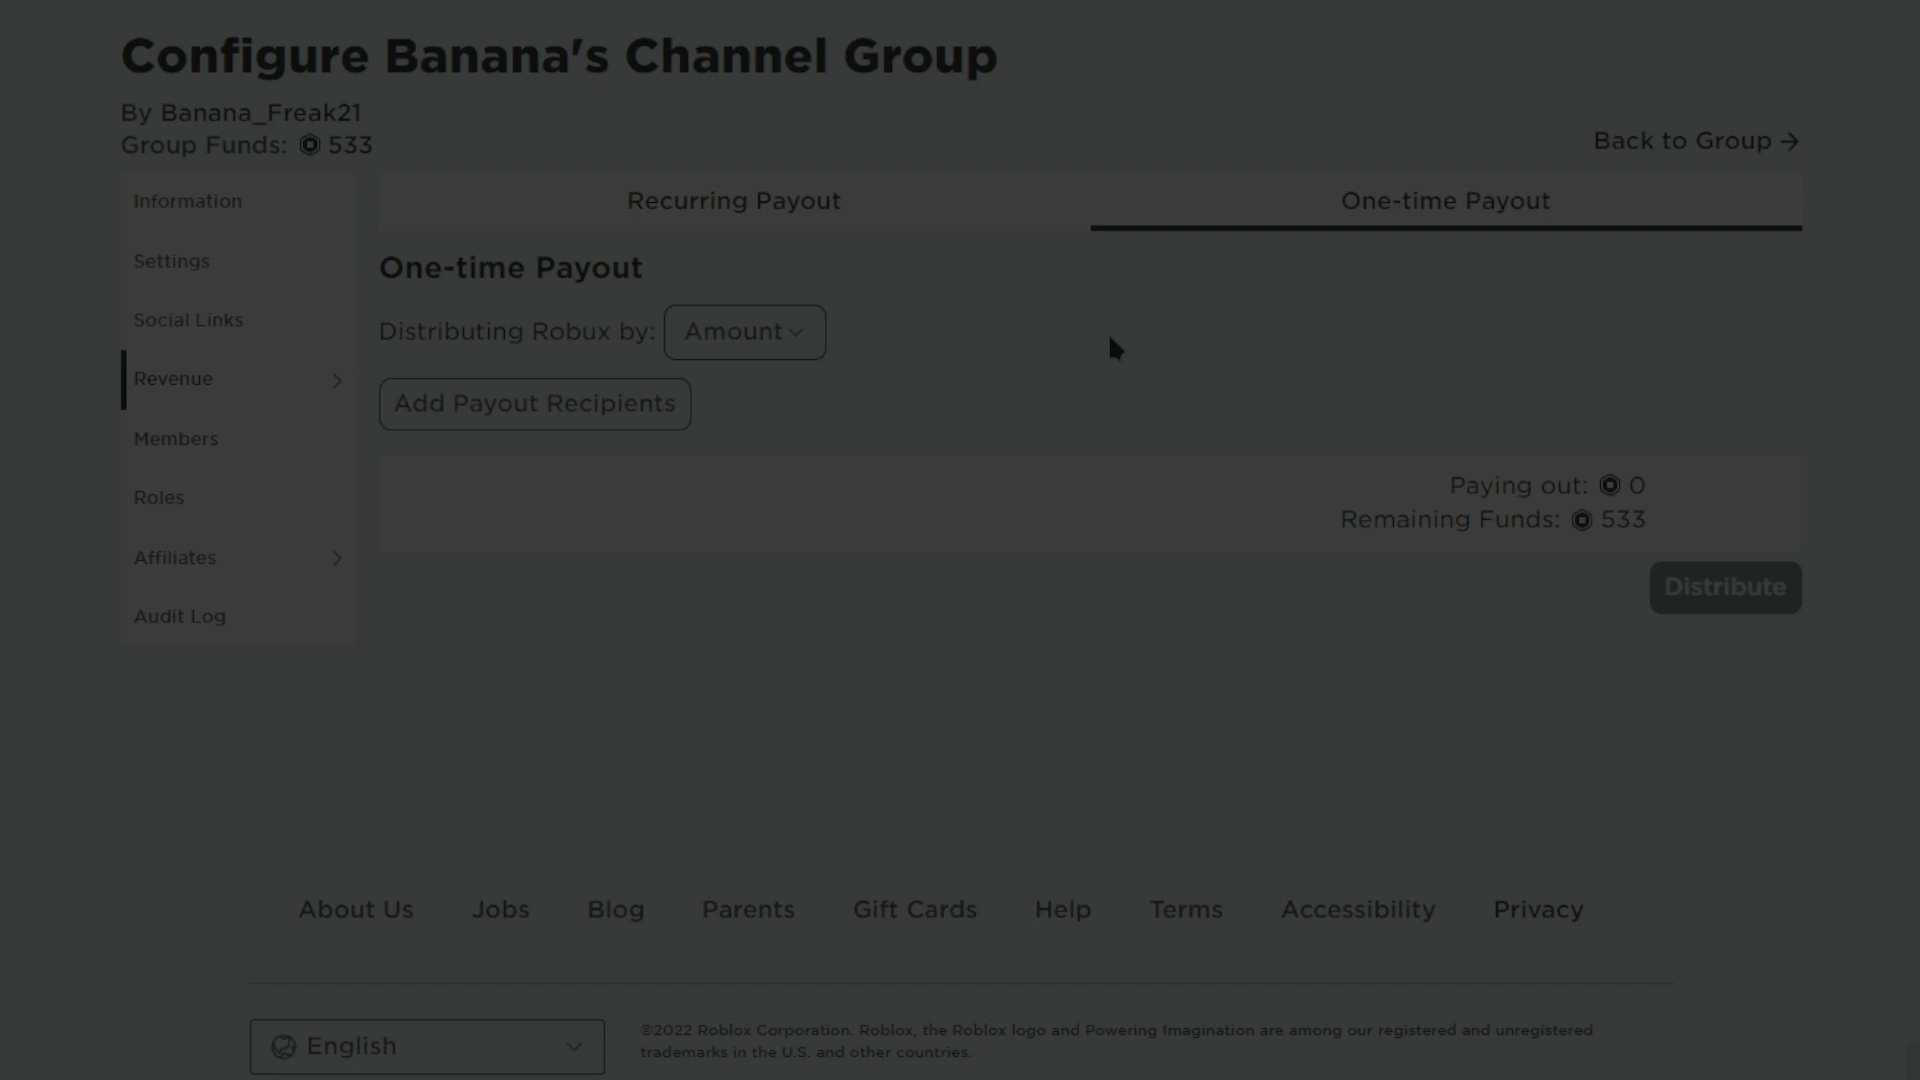 Configure Banana's Channel Group
By Banana_Freak21
Group Funds: 533
Back to Group →
Information
Settings
Social Links
Revenue
Members
Roles
Affiliates
Audit Log
Recurring Payout
One-time Payout
One-time Payout
Distributing Robux by: Amount
Add Payout Recipients
Paying out: 0
Remaining Funds: 533
Distribute
About Us Jobs Blog Parents Gift Cards Help Terms Accessibility Privacy
English
©2022 Roblox Corporation. Roblox, the Roblox logo and Powering Imagination are among our registered and unregistered
trademarks in the U.S. and other countries.